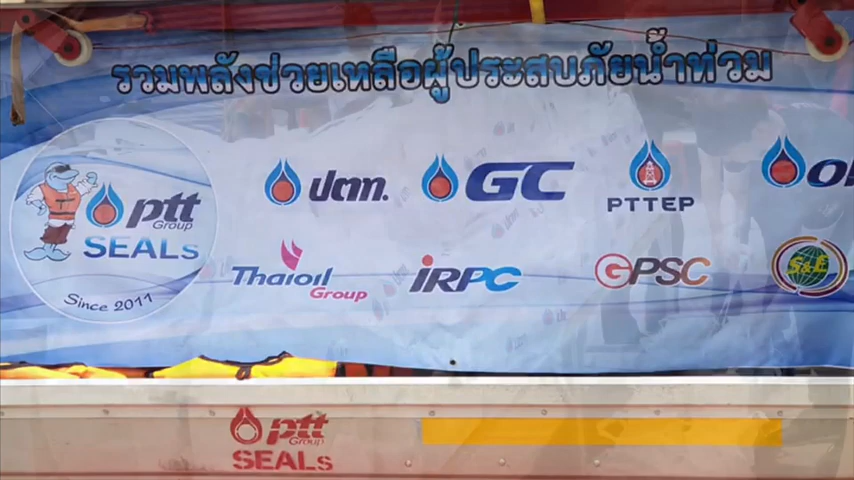 รวมพลังช่วยเหลือผู้ประสบภัยน้ำท่วม
ptt
Group
SEALs
Since 2011
ปตท.
GC
PTTEP
Thaioil
Group
IRPC
GPSC
S&E
ptt
Group
SEALs